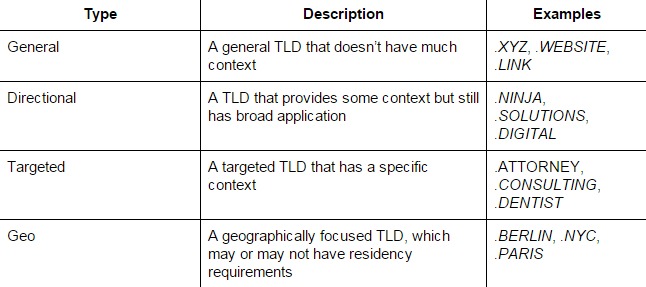 Type Description Examples
General A general TLD that doesn’t have much .XYZ, .WEBSITE,
context .LINK
Directional A TLD that provides some context but still .NINJA,
has broad application .SOLUTIONS,
.DIGITAL
Targeted A targeted TLD that has a specific .ATTORNEY,
context .CONSULTING,
.DENTIST
Geo A geographically focused TLD, which .BERLIN, .NYC,
may or may not have residency .PARIS
requirements